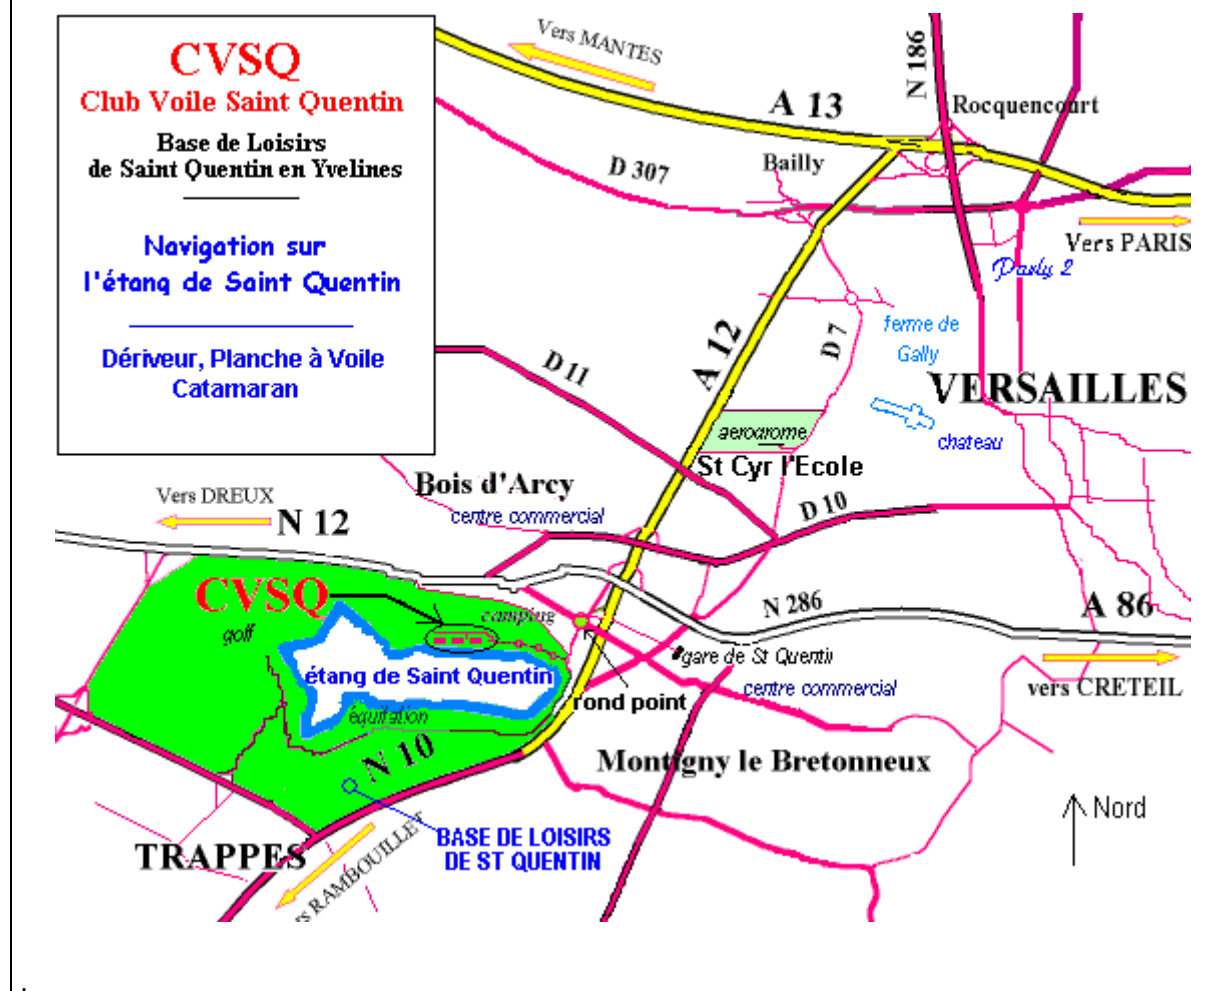 CVSQ
Club Voile Saint Quentin
Base de Loisirs
de Saint Quentin en Yvelines
Navigation sur
l'étang de Saint Quentin
Dériveur, Planche à Voile
Catamaran
Vers MANTES
A 13
N 186
Rocquencourt
Bailly
D 307
Vers PARIS
Parly 2
A 12
D 7
ferme de
Gally
VERSAILLES
D 11
aerodrome
chateau
St Cyr l'Ecole
Bois d'Arcy
centre commercial
D 10
Vers DREUX
N 12
CVSQ
camping
golf
N 286
A 86
étang de Saint Quentin
gare de St Quentin
vers CRETEIL
centre commercial
rond point
équitation
N 10
Montigny le Bretonneux
Nord
BASE DE LOISIRS
DE ST QUENTIN
TRAPPES
rs RAMBOUILLET
.